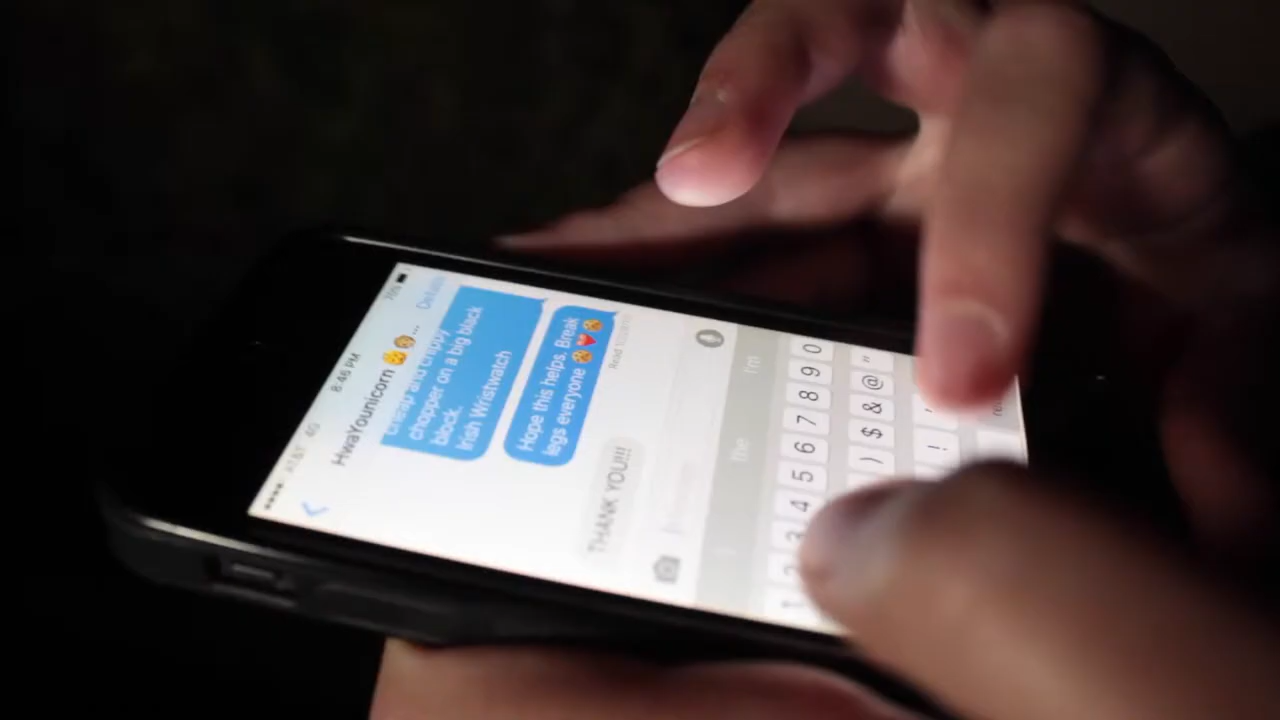 AT&T 4G
8:46 PM
HwaYounicorn 👶👵...
Details
cheap and crappy
chopper on a big black
block.
Irish Wristwatch
Hope this helps. Break
legs everyone 😘❤️😘
Read
THANK YOU!!!
the
I'm
1 2 3 4 5 6 7 8 9 0
) $ & @ "
! '